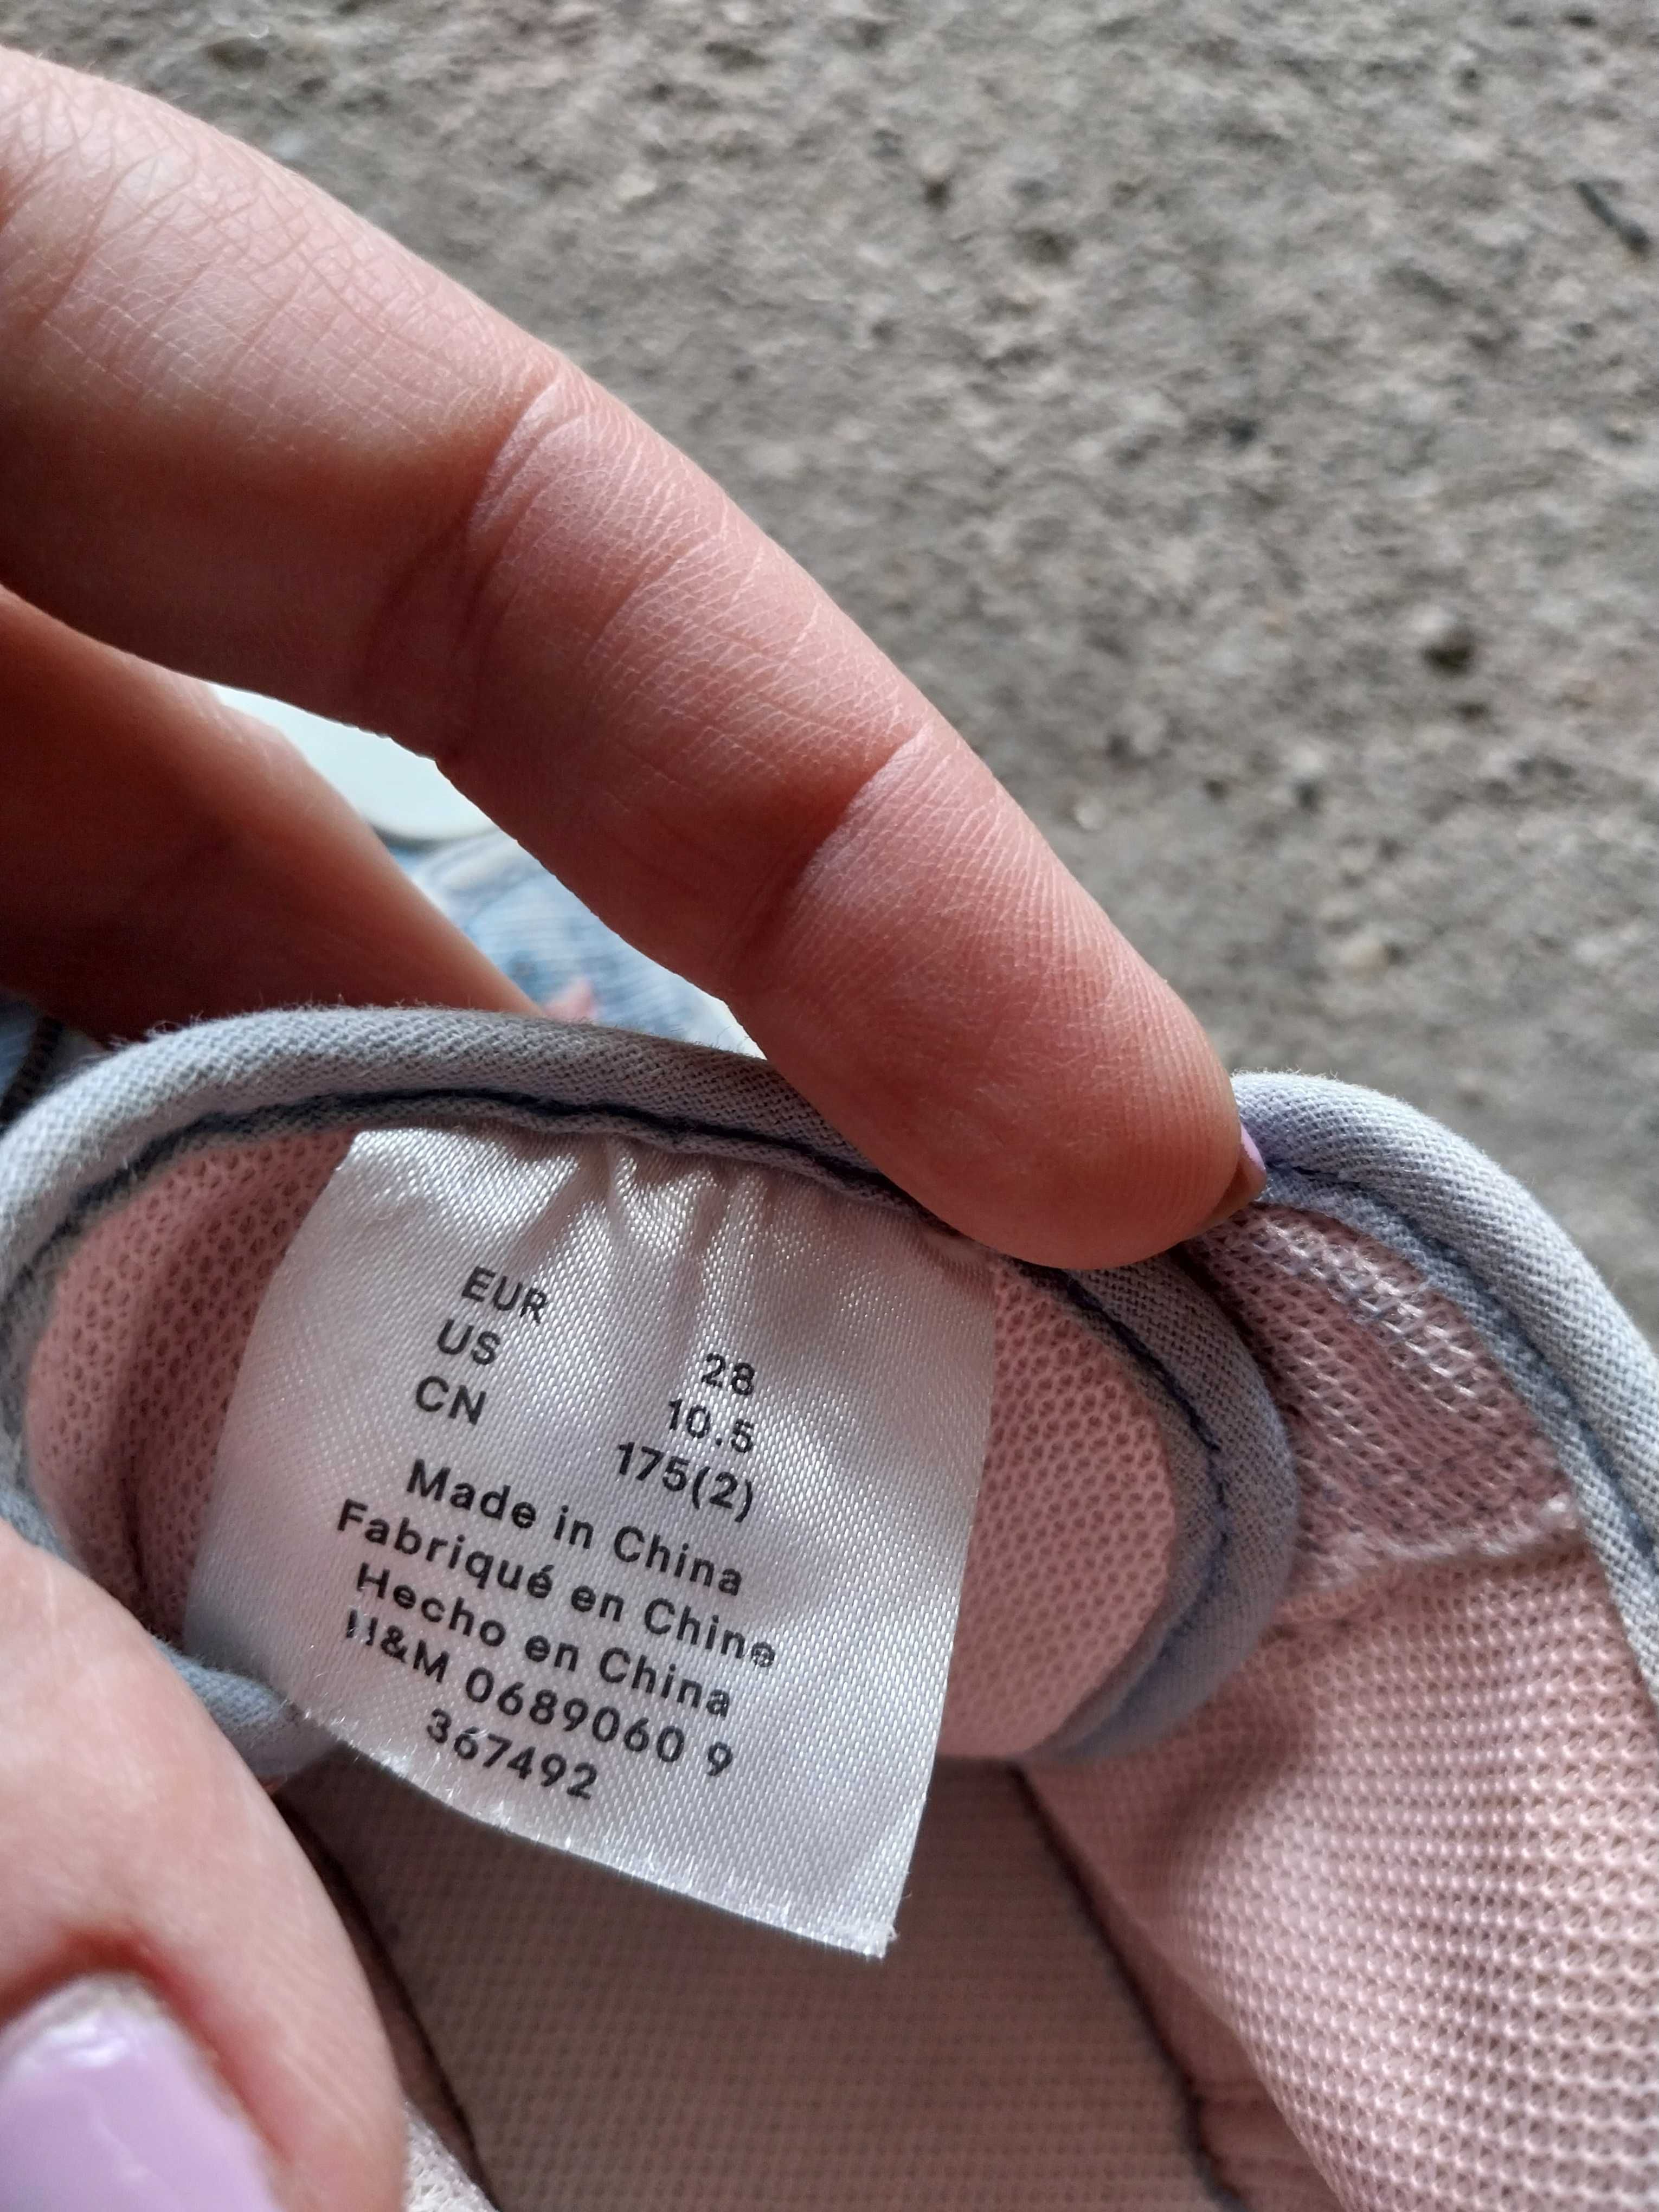 EUR 28
US 10.5
CN 175(2)
Made in China
Fabriqué en Chine
Hecho en China
H&M 0689060 9
367492